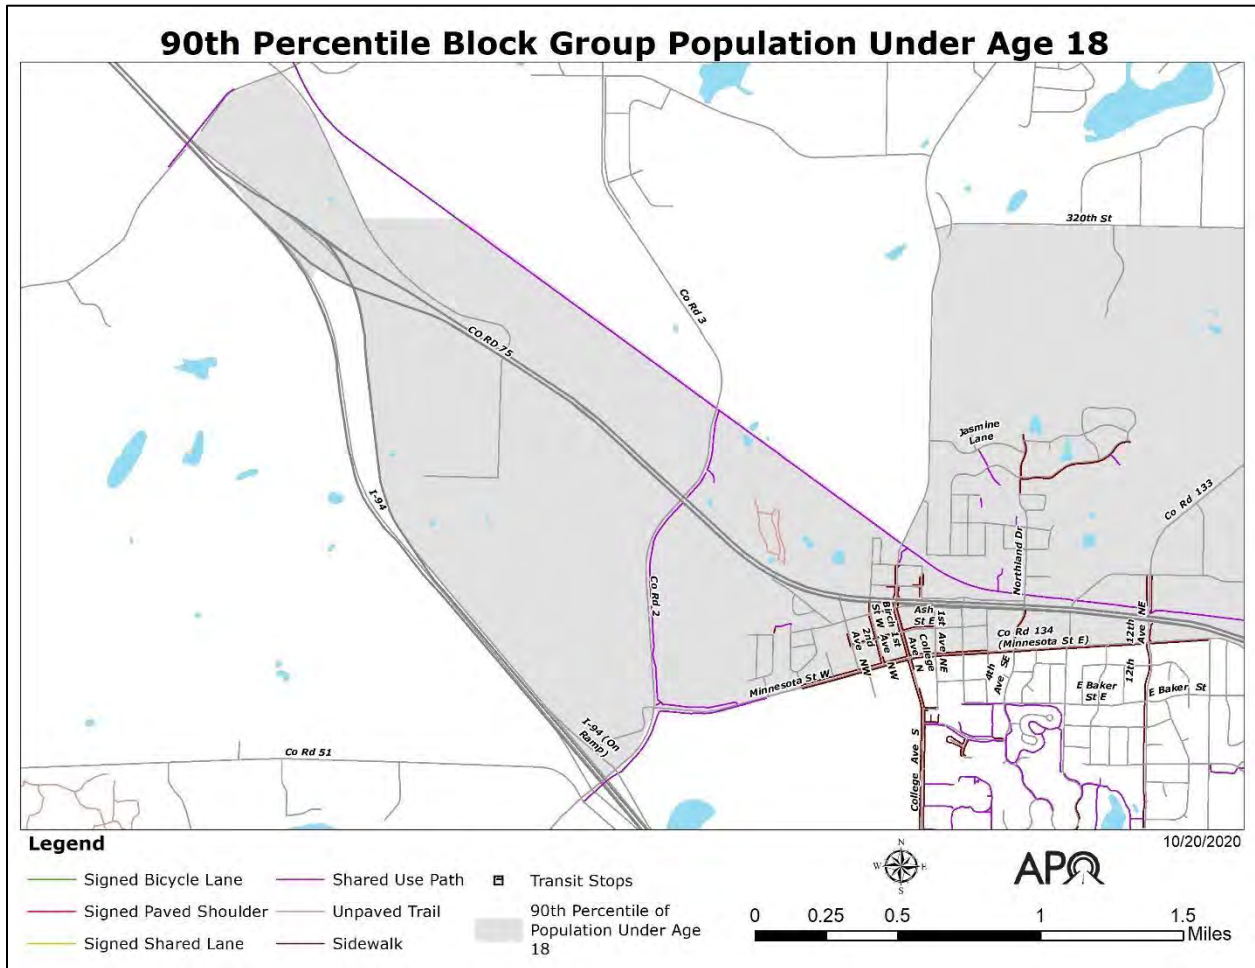 90th Percentile Block Group Population Under Age 18
320th St
Co Rd 3
CO RD 75
Jasmine
Lane
Co Rd 133
I-94
Northland Dr
Co Rd 2
Ash
St E
Birch
St W
1st
Ave
NW
2nd
Ave
NW
College
Ave N
1st Ave NE
Co Rd 134
(Minnesota St E)
12th
Ave NE
12th
4th
Ave SE
Minnesota St W
E Baker
St E
E Baker St
I-94 (On
Ramp)
Co Rd 51
College Ave S
10/20/2020
Legend
Signed Bicycle Lane
Signed Paved Shoulder
Signed Shared Lane
Shared Use Path
Unpaved Trail
Sidewalk
Transit Stops
90th Percentile of
Population Under Age
18
N
W E
S
APO
0 0.25 0.5 1 1.5
Miles